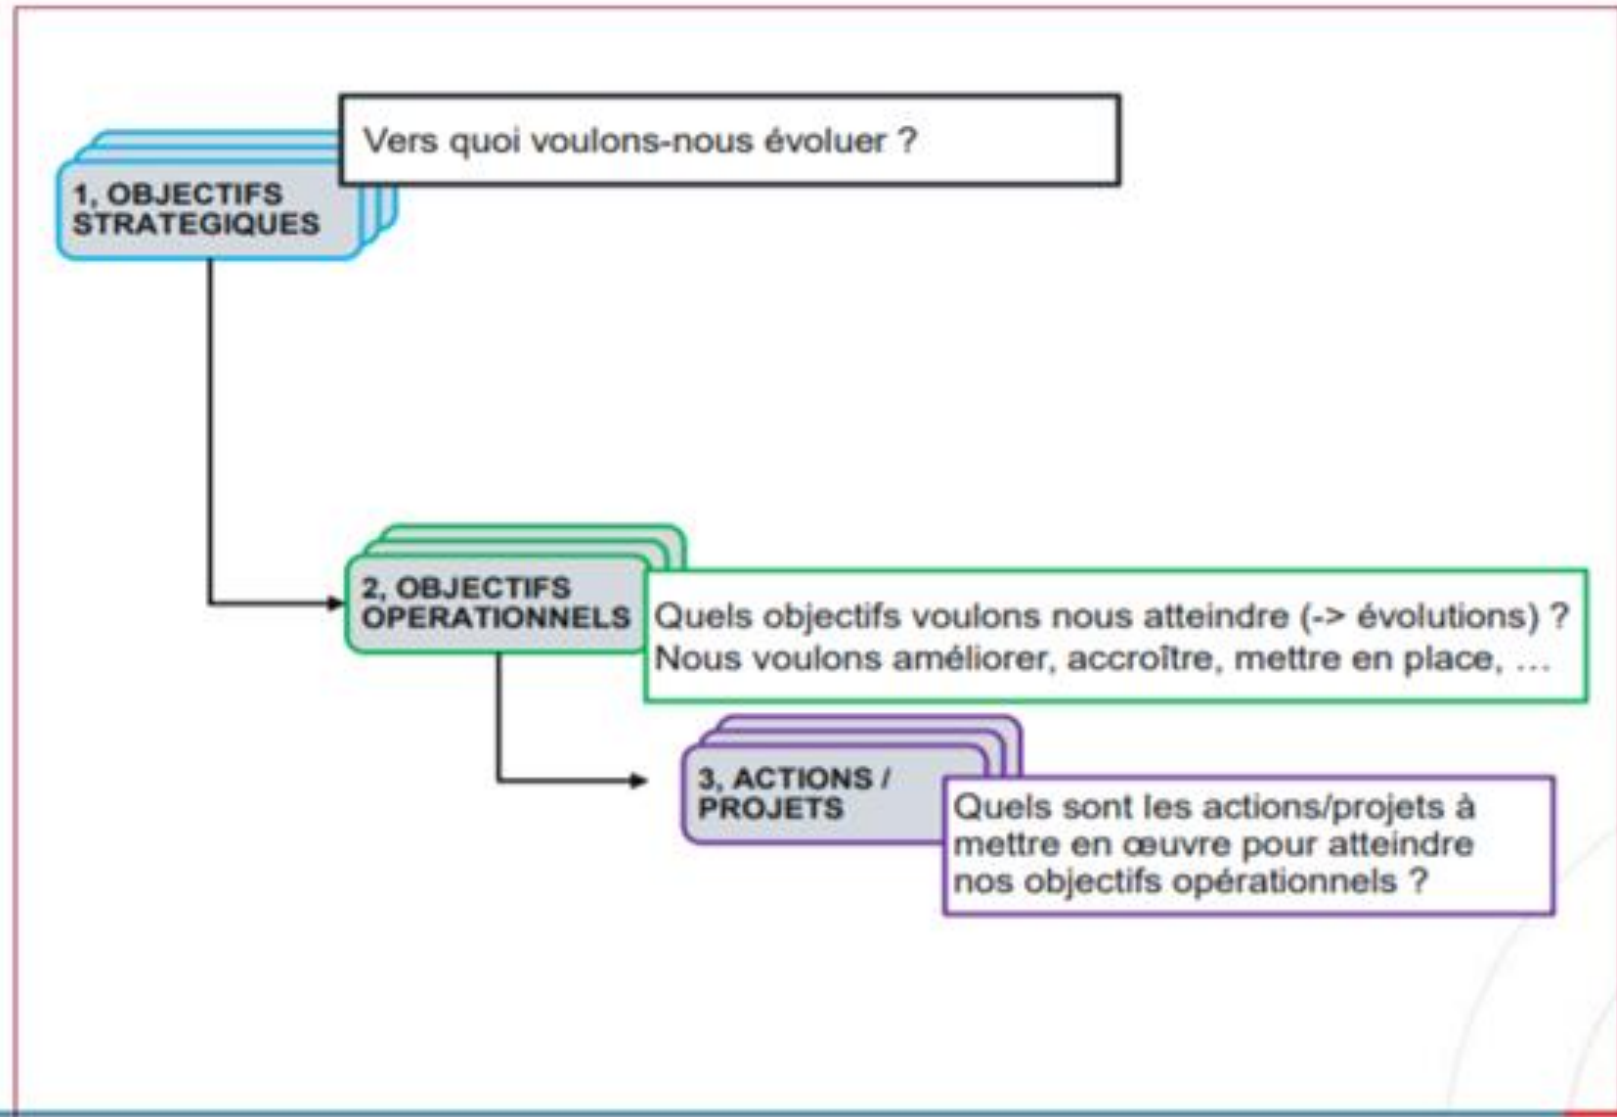 Vers quoi voulons-nous évoluer ?
1, OBJECTIFS
STRATEGIQUES
2, OBJECTIFS
OPERATIONNELS
Quels objectifs voulons nous atteindre (-> évolutions) ?
Nous voulons améliorer, accroître, mettre en place, …
3, ACTIONS /
PROJETS
Quels sont les actions/projets à
mettre en œuvre pour atteindre
nos objectifs opérationnels ?